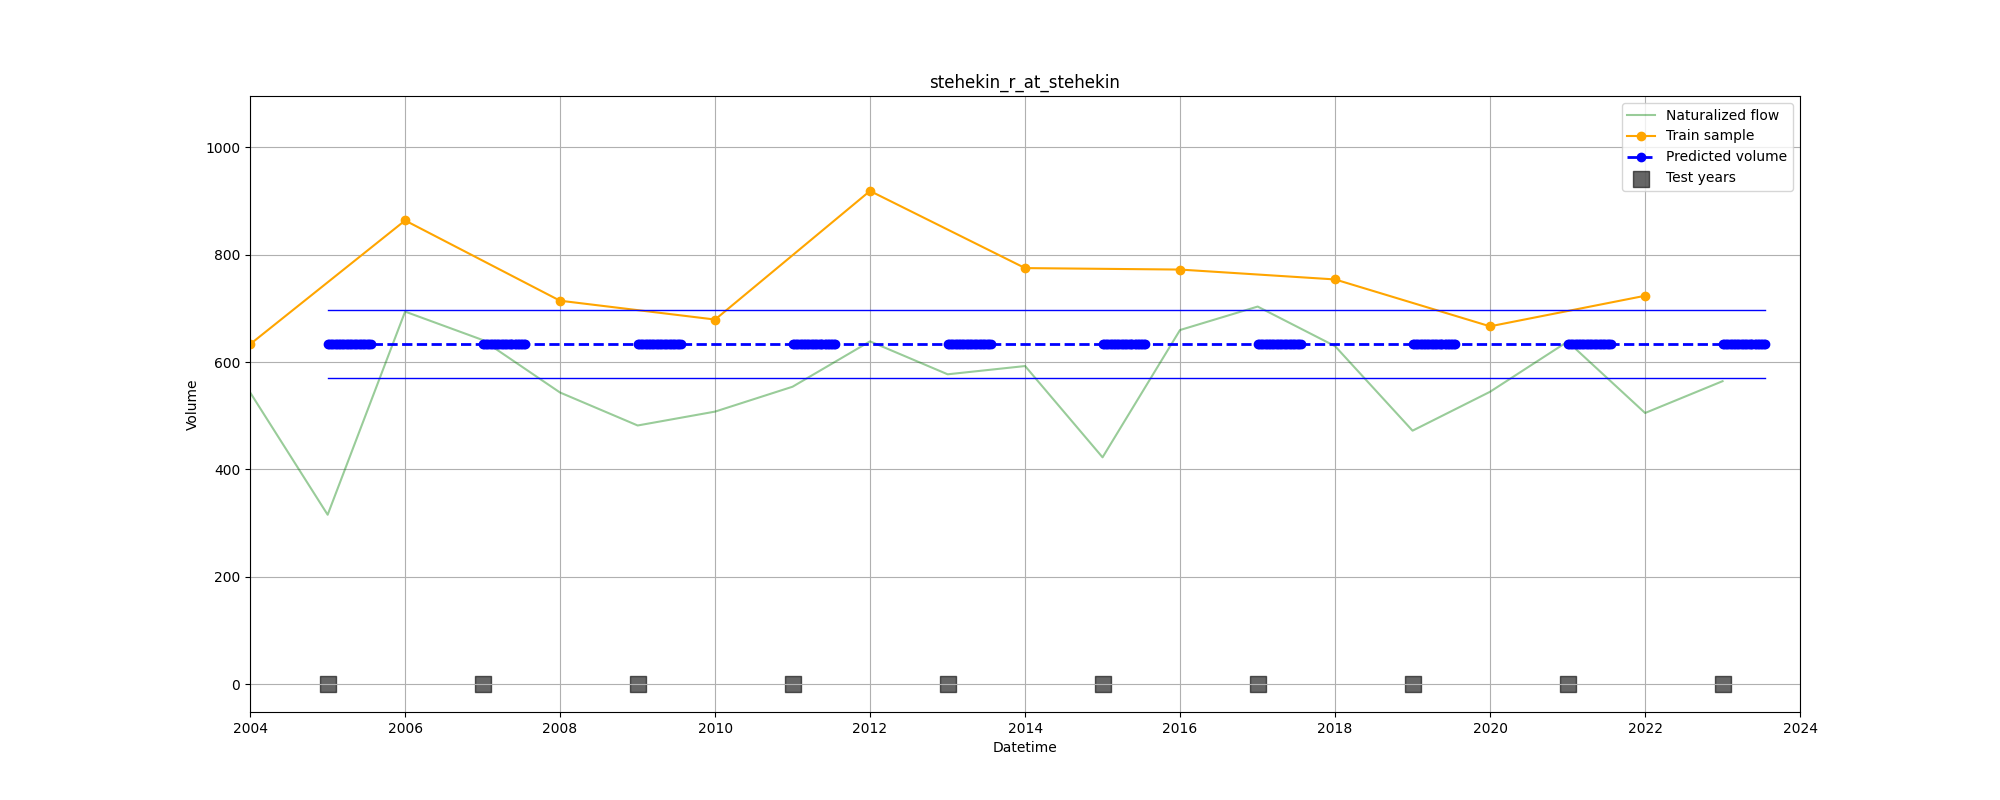 stehekin_r_at_stehekin
Naturalized flow
Train sample
Predicted volume
Test years
1000
800
600
400
200
0
Volume
2004 2006 2008 2010 2012 2014 2016 2018 2020 2022 2024
Datetime